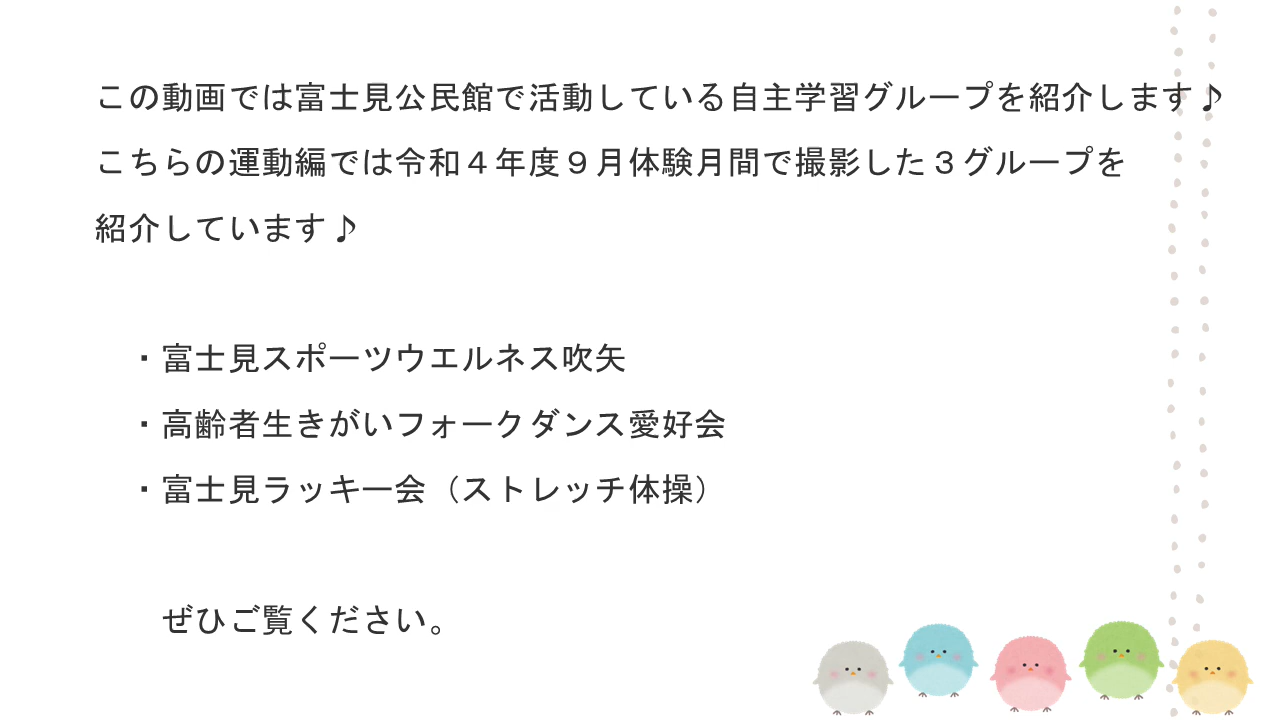 この動画では富士見公民館で活動している自主学習グループを紹介します♪
こちらの運動編では令和４年度９月体験月間で撮影した３グループを
紹介しています♪
・富士見スポーツウエルネス吹矢
・高齢者生きがいフォークダンス愛好会
・富士見ラッキー会（ストレッチ体操）
ぜひご覧ください。